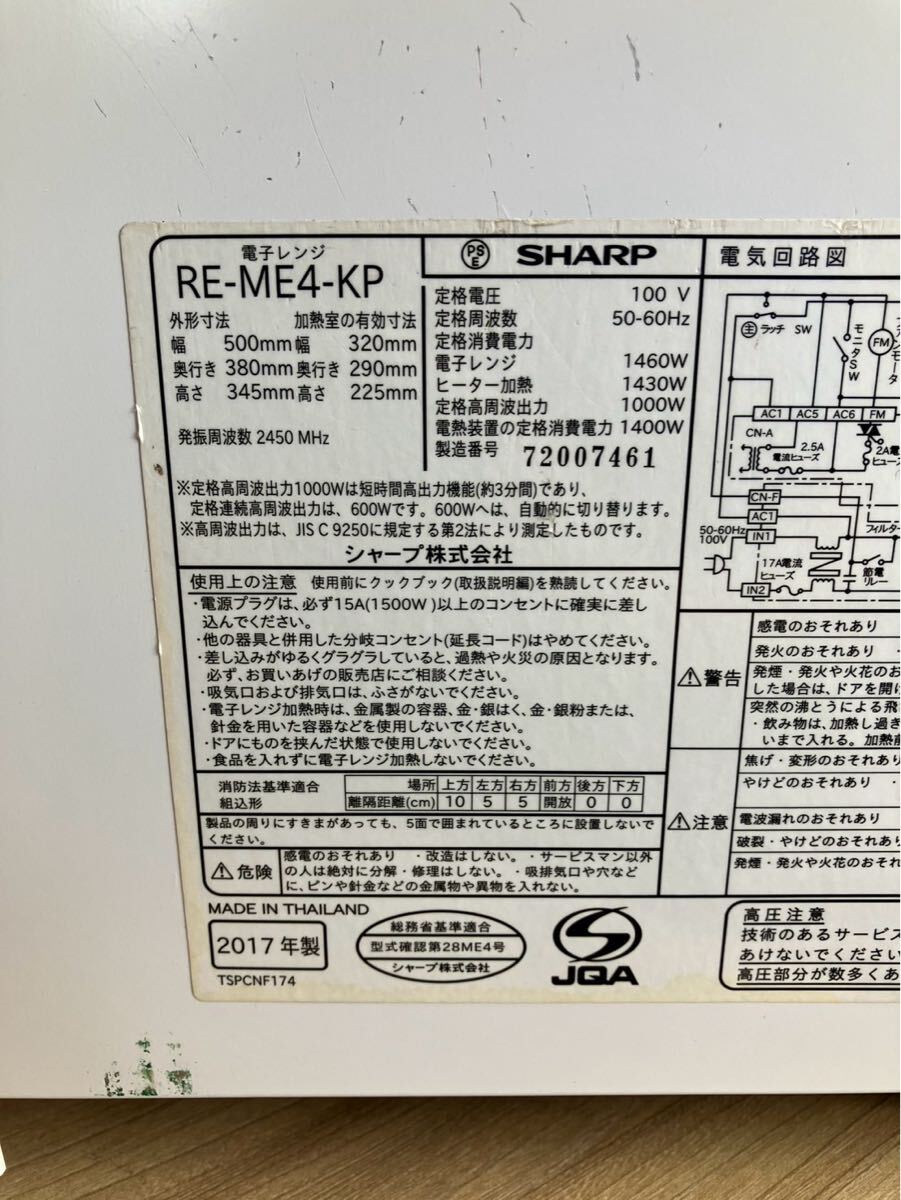 電子レンジ
RE-ME4-KP
外形寸法 加熱室の有効寸法
幅 500mm 幅 320mm
奥行き 380mm 奥行き 290mm
高さ 345mm 高さ 225mm
発振周波数 2450 MHz
PS E SHARP
定格電圧 100 V
定格周波数 50-60Hz
定格消費電力
電子レンジ 1460W
ヒーター加熱 1430W
定格高周波出力 1000W
電熱装置の定格消費電力 1400W
製造番号 72007461
※定格高周波出力1000Wは短時間高出力機能(約3分間)であり、
定格連続高周波出力は、600Wです。600Wへは、自動的に切り替ります。
※高周波出力は、JIS C 9250に規定する第2法により測定したものです。
シャープ株式会社
使用上の注意 使用前にクックブック(取扱説明編)を熟読してください。
・電源プラグは、必ず15A(1500W)以上のコンセントに確実に差し
込んでください。
・他の器具と併用した分岐コンセント(延長コード)はやめてください。
・差し込みがゆるくグラグラしていると、過熱や火災の原因となります。
必ず、お買いあげの販売店にご相談ください。
・吸気口および排気口は、ふさがないでください。
・電子レンジ加熱時は、金属製の容器、金・銀はく、金・銀粉または、
針金を用いた容器などを使用しないでください。
・ドアにものを挟んだ状態で使用しないでください。
・食品を入れずに電子レンジ加熱しないでください。
消防法基準適合
組込形
場所 上方 左方 右方 前方 後方 下方
離隔距離(cm) 10 5 5 開放 0 0
製品の周りにすきまがあっても、5面で囲まれているところに設置しないで
ください。
危険
感電のおそれあり ・改造はしない。 ・サービスマン以外
の人は絶対に分解・修理はしない。 ・吸排気口や穴など
に、ピンや針金などの金属物や異物を入れない。
MADE IN THAILAND
2017年製
TSPCNF174
総務省基準適合
型式確認第28ME4号
シャープ株式会社
JQA
電気回路図
主 ラッチ SW
モニタSW
FM
AC1 AC5 AC6 FM
CN-A
2.5A
電流ヒューズ
2A電
ヒューズ
CN-F
AC1
50-60Hz
100V
IN1
フィルター
17A電流
ヒューズ
節電
リレー
IN2
警告
感電のおそれあり
発火のおそれあり ・
発煙・発火や火花のお
した場合は、ドアを開け
突然の沸とうによる飛
・飲み物は、加熱し過ぎ
いまで入れる。加熱前
注意
焦げ・変形のおそれあり
やけどのおそれあり ・
電波漏れのおそれあり
破裂・やけどのおそれあり
発煙・発火や火花のおそれ
高圧注意
技術のあるサービス
あけないでください
高圧部分が数多くあ